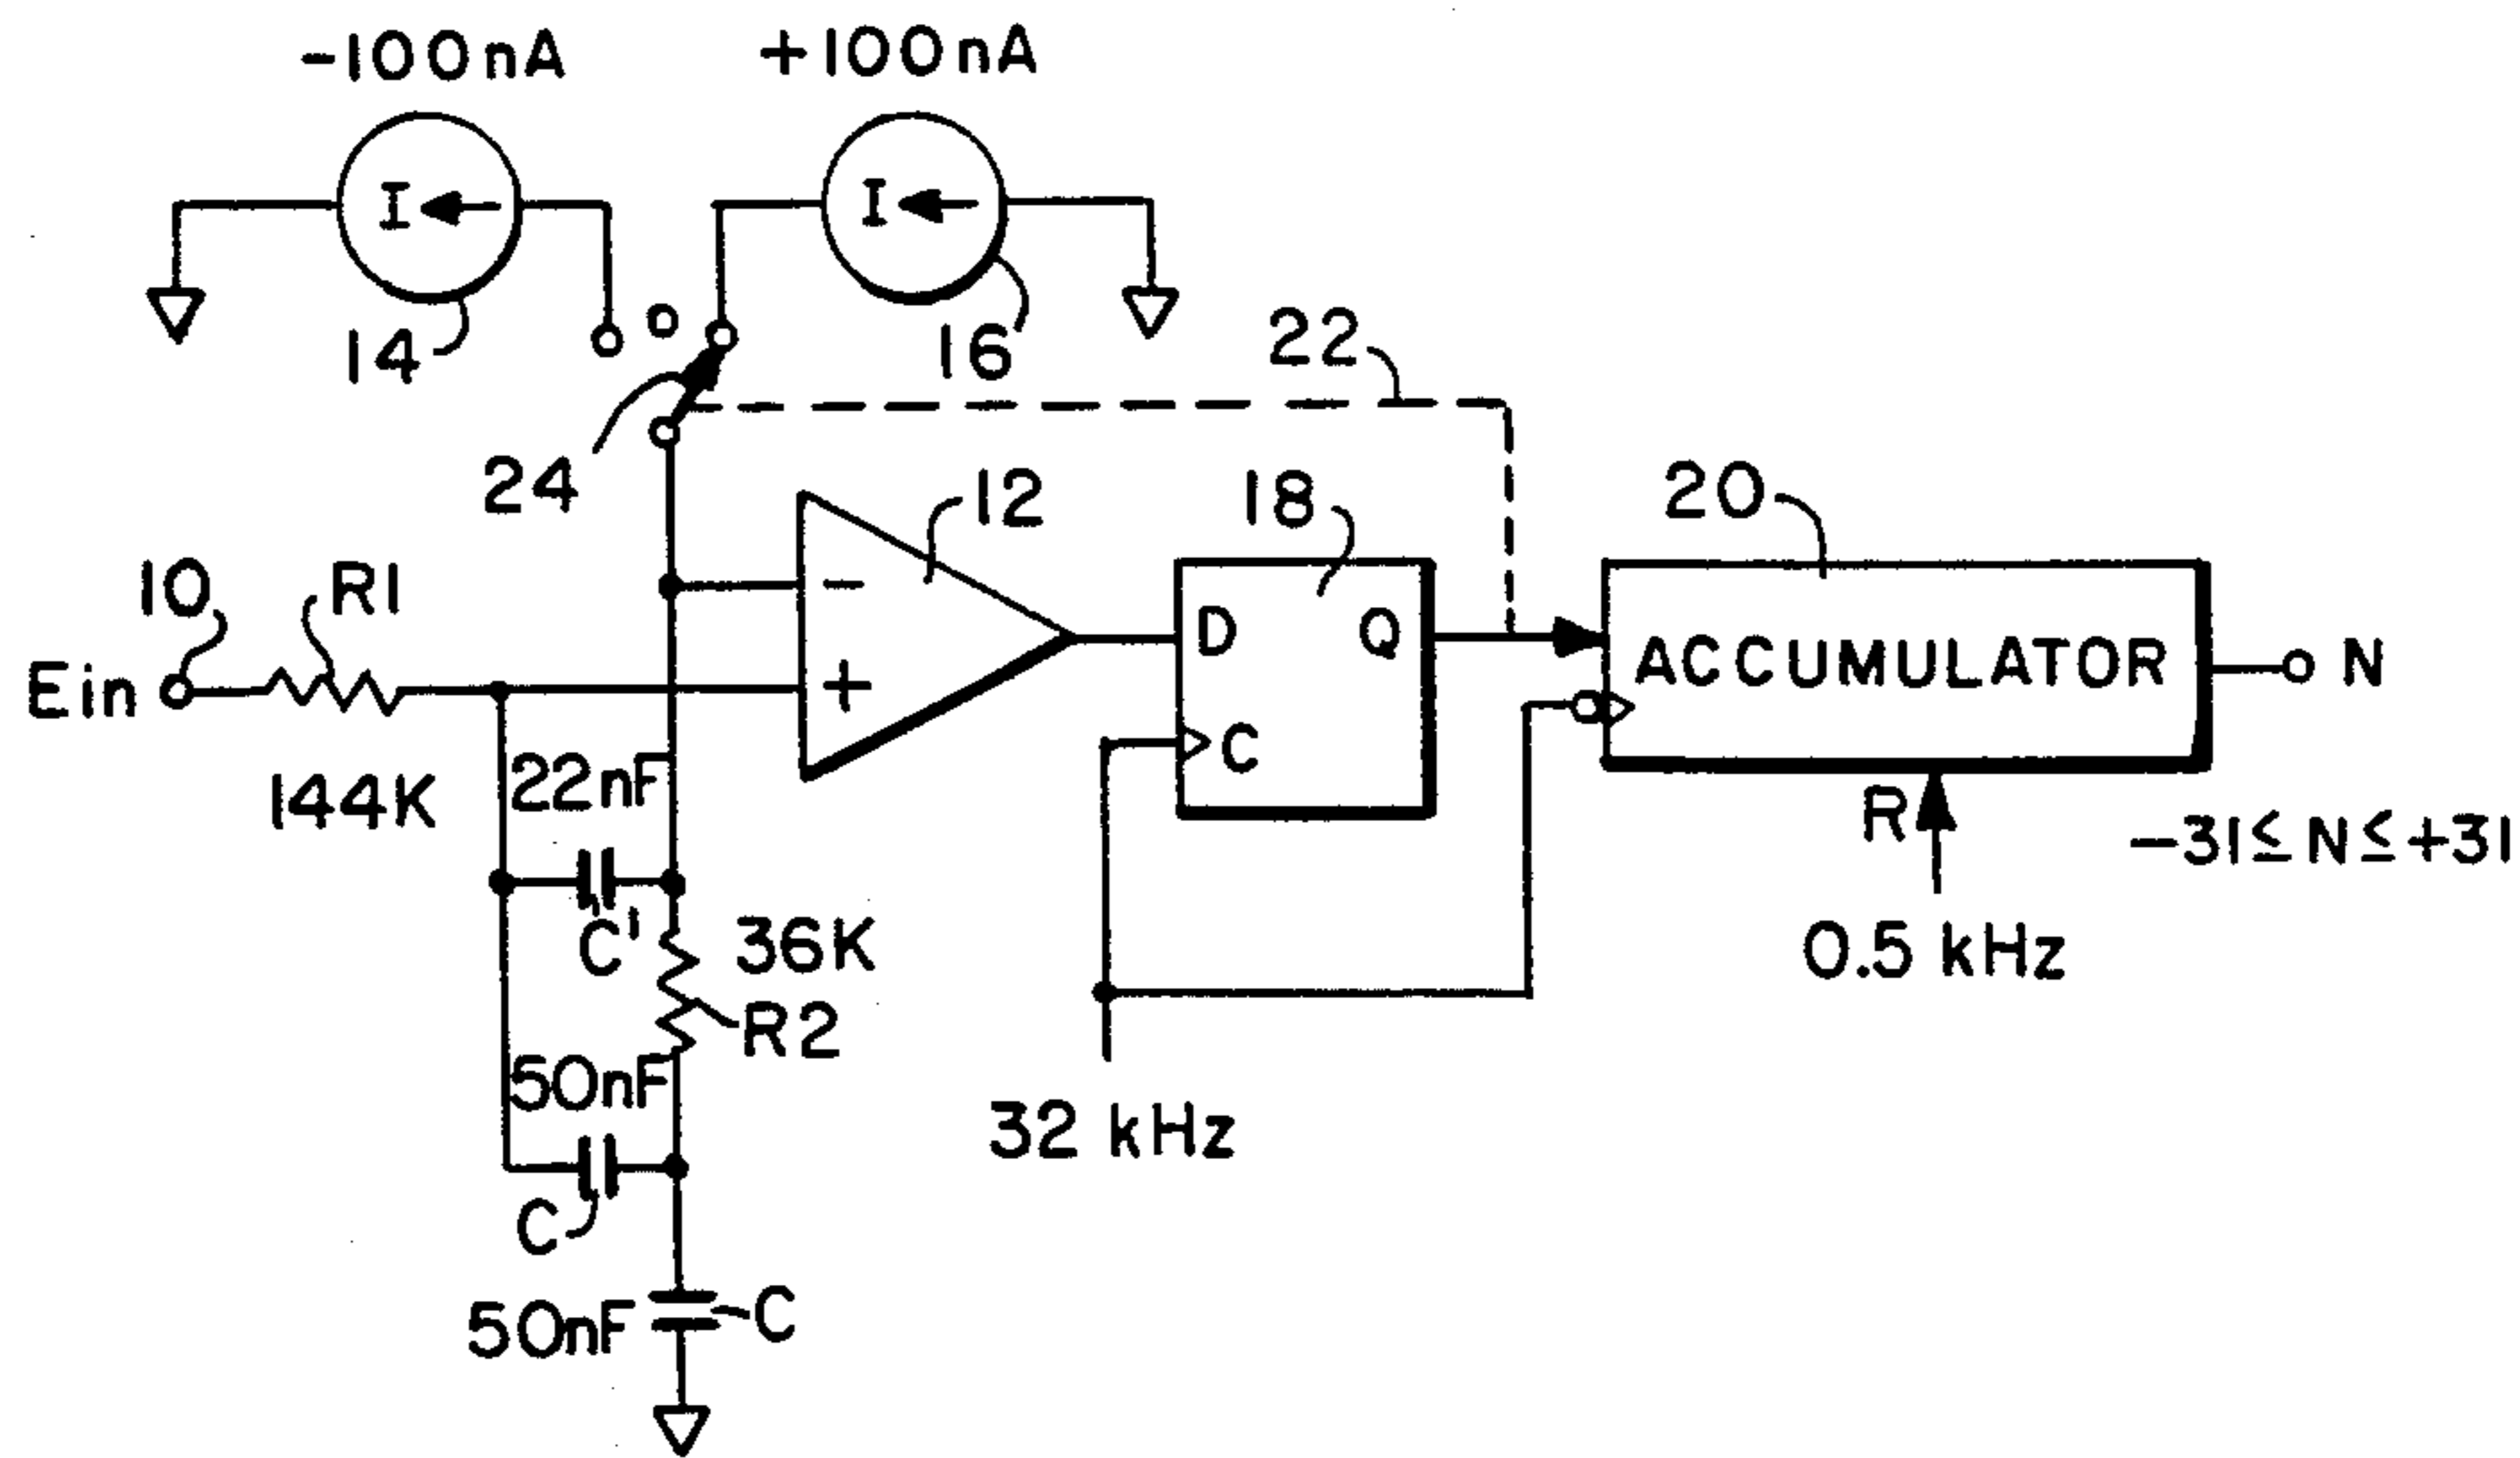 -100nA
+100nA
I
I
14
16
22
24
12
18
20
10
R1
Ein
144K
-
+
D
Q
C
ACCUMULATOR
N
22nF
C'
36K
R2
R
-31≤N≤+31
0.5 kHz
50nF
32 kHz
C
50nF
C